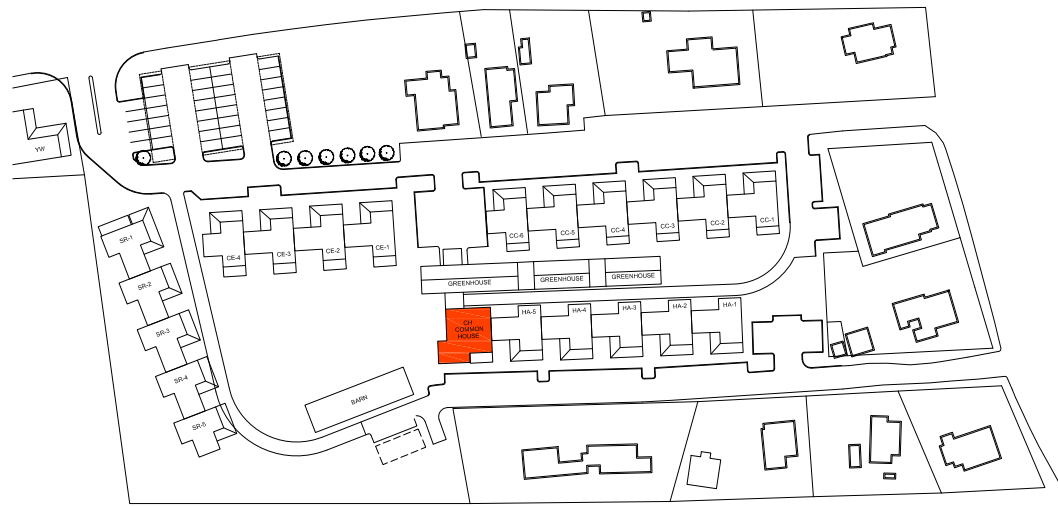 YW
SR-1
SR-2
SR-3
SR-4
SR-5
CE-4
CE-3
CE-2
CE-1
CC-6
CC-5
CC-4
CC-3
CC-2
CC-1
GREENHOUSE
GREENHOUSE
GREENHOUSE
CH
COMMON
HOUSE
HA-5
HA-4
HA-3
HA-2
HA-1
BARN